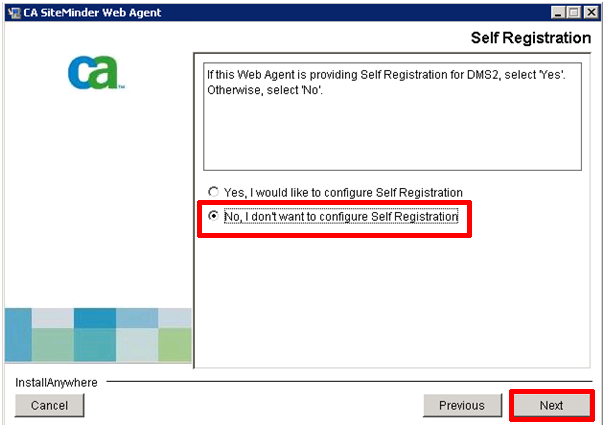 CA SiteMinder Web Agent
Self Registration
ca™
If this Web Agent is providing Self Registration for DMS2, select 'Yes'.
Otherwise, select 'No'.
Yes, I would like to configure Self Registration
No, I don't want to configure Self Registration
InstallAnywhere
Cancel
Previous
Next